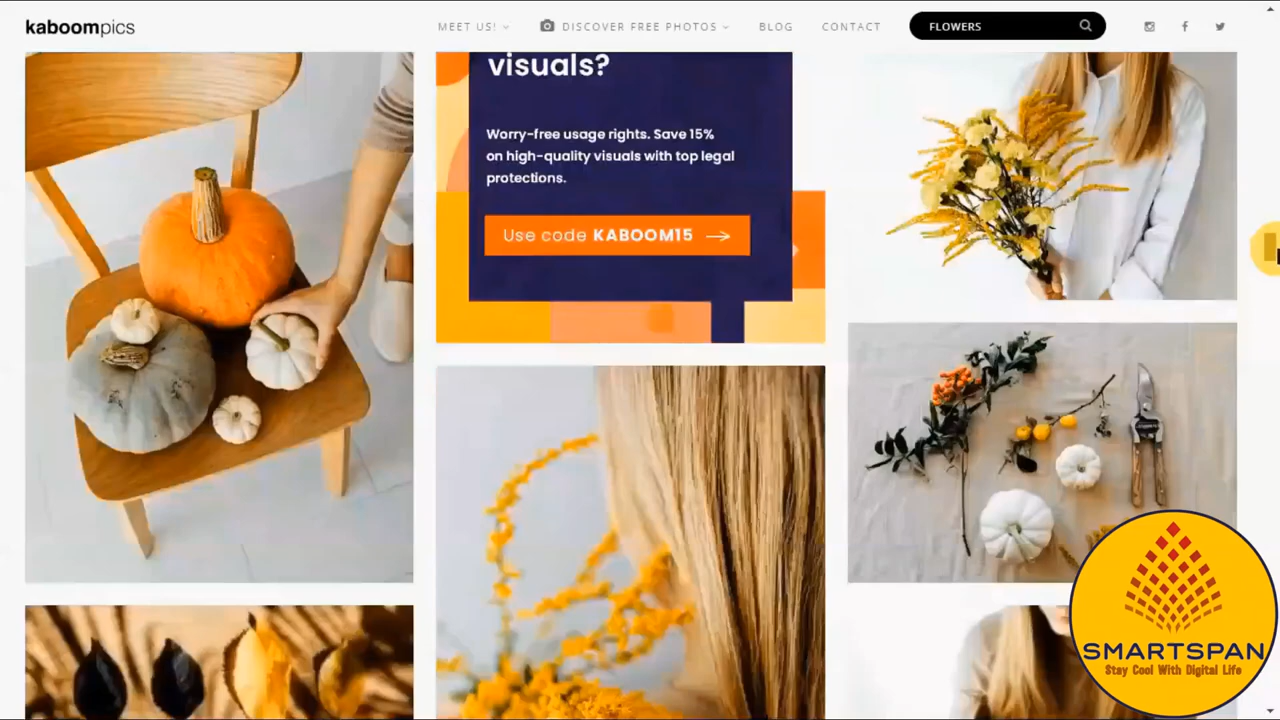 kaboompics
MEET US!
DISCOVER FREE PHOTOS
BLOG
CONTACT
FLOWERS
visuals?
Worry-free usage rights. Save 15%
on high-quality visuals with top legal
protections.
Use code KABOOM15 →
SMARTSPAN
Stay Cool With Digital Life